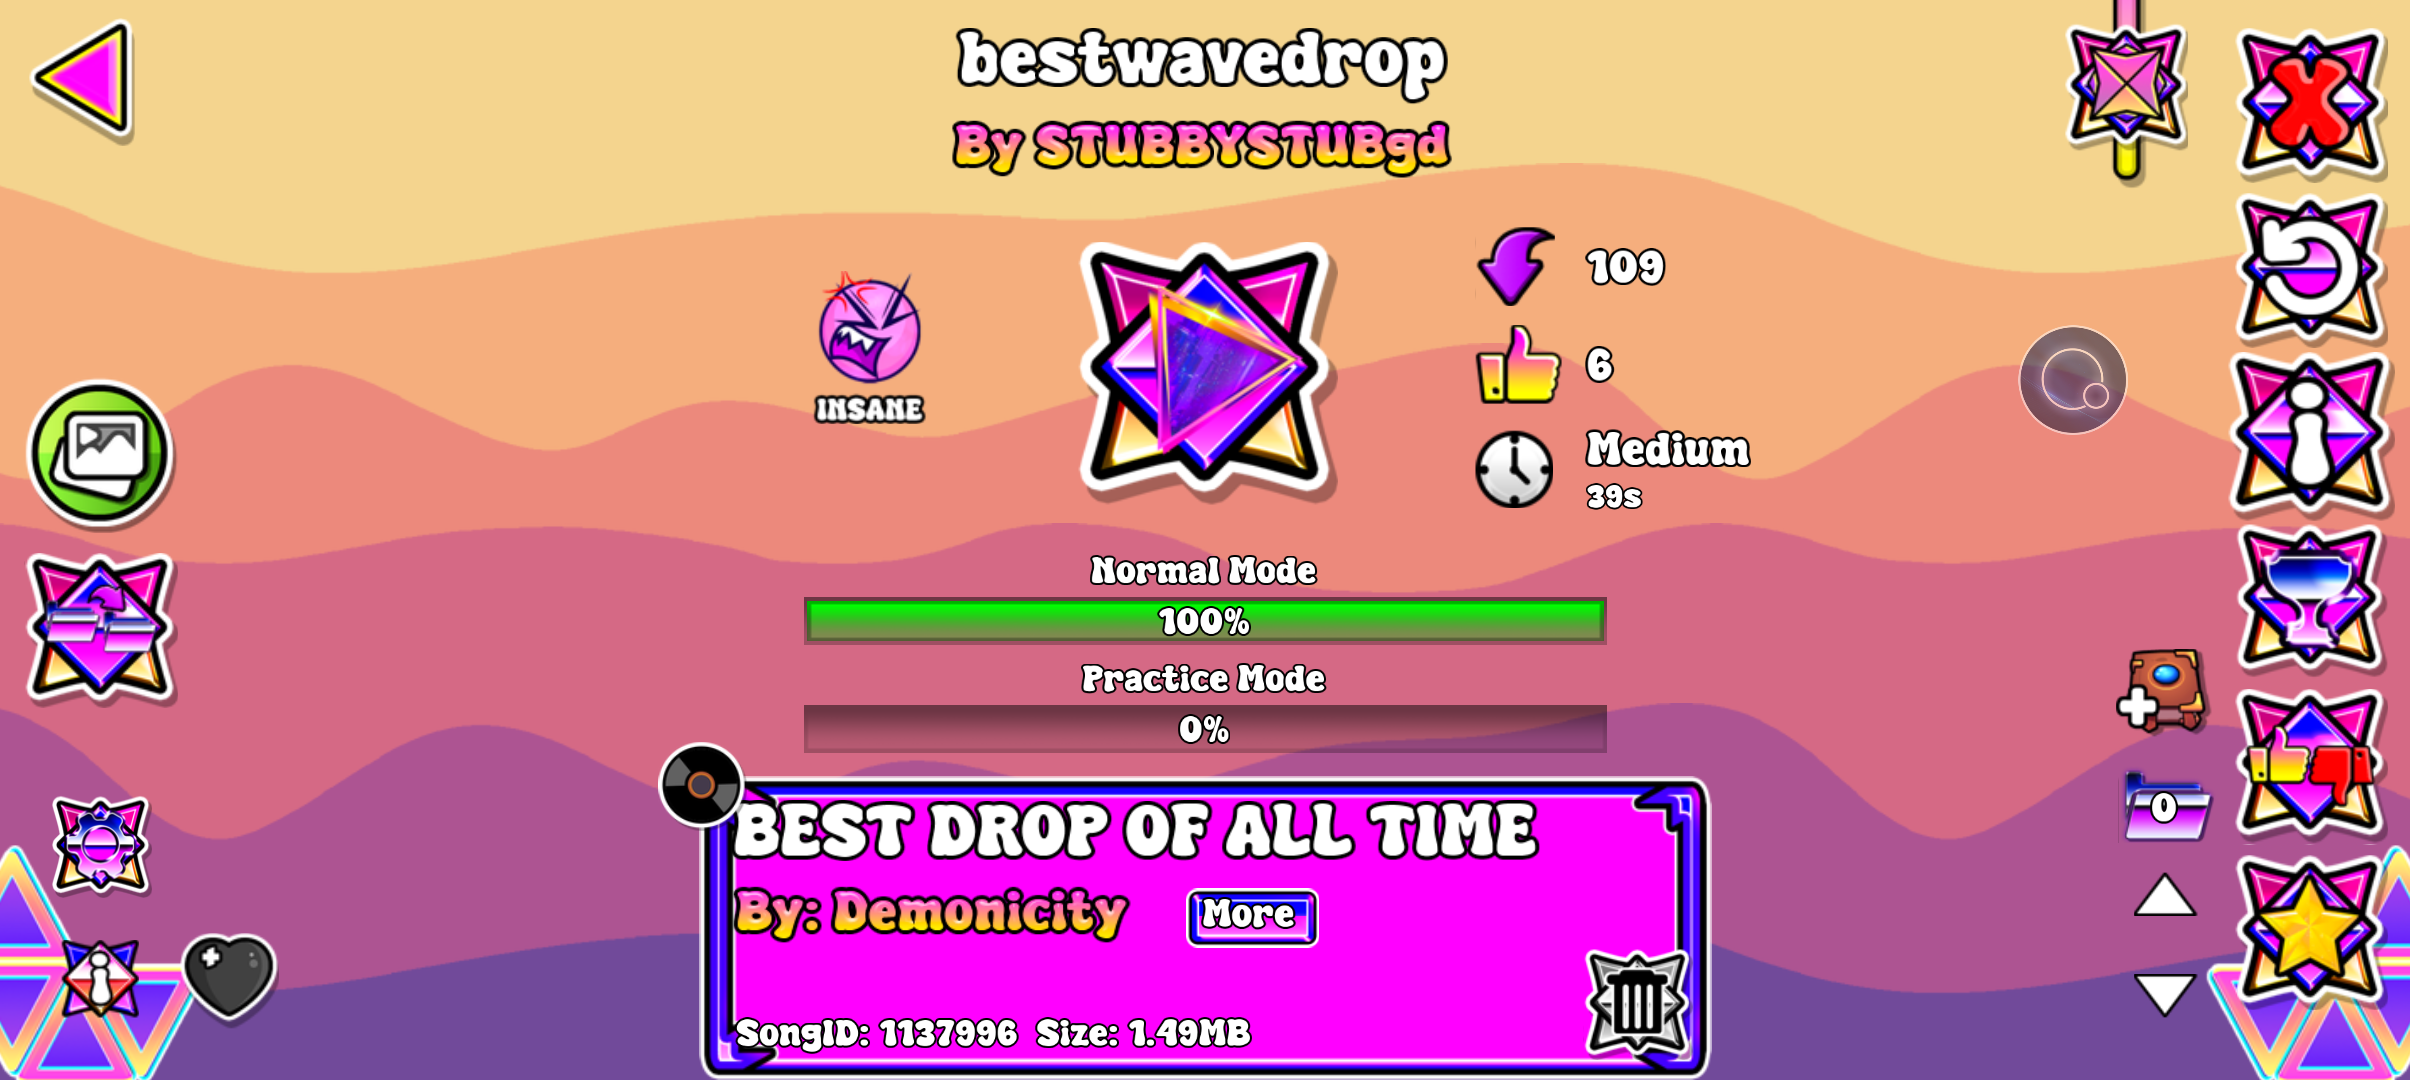 bestwavedrop
By STUBBYSTUBgd
109
6
INSANE
Medium
39s
Normal Mode
100%
Practice Mode
0%
BEST DROP OF ALL TIME
By: Demonicity
More
SongID: 1137996 Size: 1.49MB
0